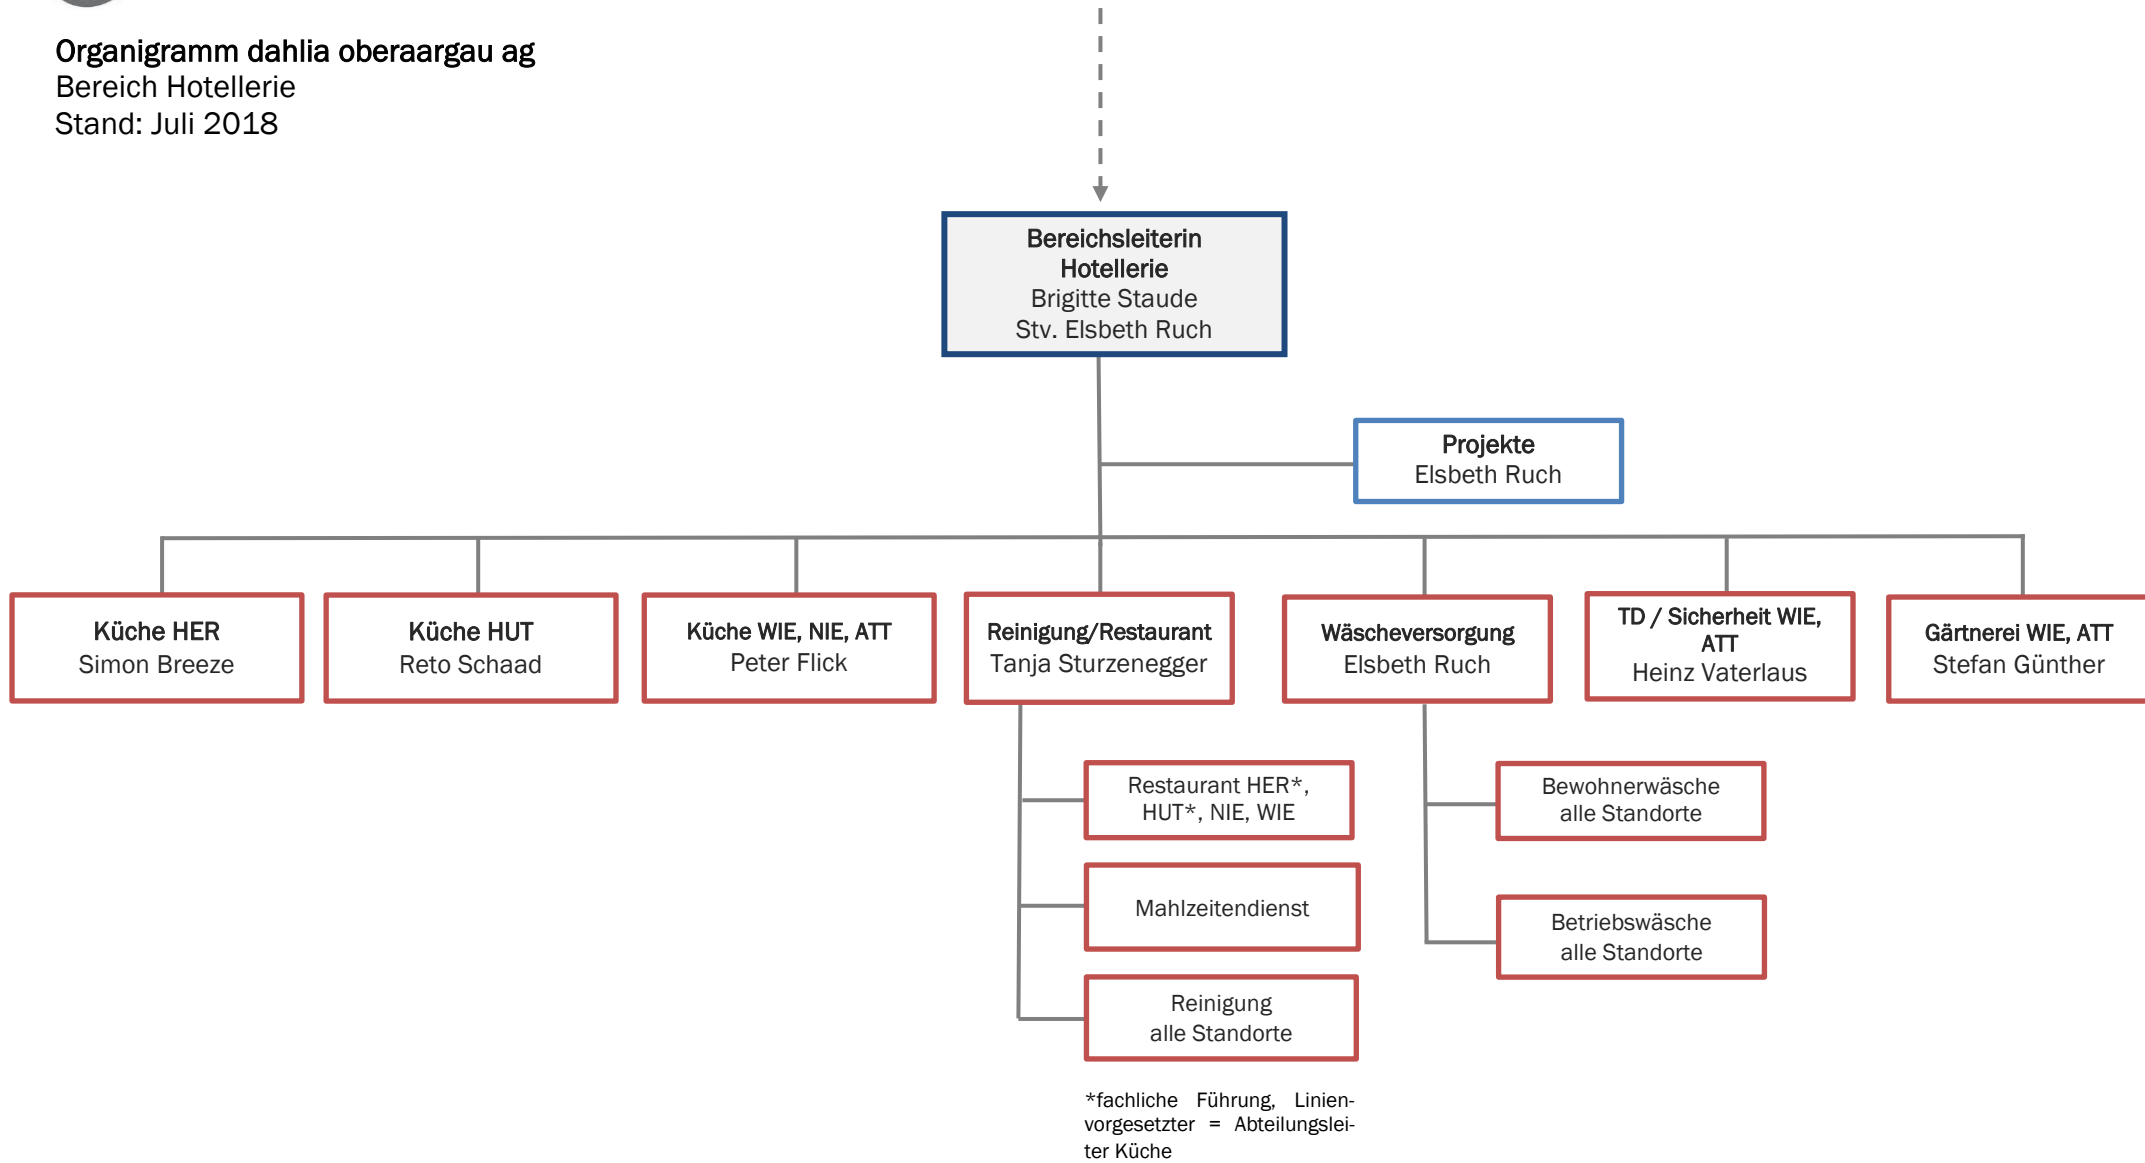 Organigramm dahlia oberaargau ag
Bereich Hotellerie
Stand: Juli 2018
Bereichsleiterin
Hotellerie
Brigitte Staude
Stv. Elsbeth Ruch
Projekte
Elsbeth Ruch
Küche HER
Simon Breeze
Küche HUT
Reto Schaad
Küche WIE, NIE, ATT
Peter Flick
Reinigung/Restaurant
Tanja Sturzenegger
Wäscheversorgung
Elsbeth Ruch
TD / Sicherheit WIE,
ATT
Heinz Vaterlaus
Gärtnerei WIE, ATT
Stefan Günther
Restaurant HER*,
HUT*, NIE, WIE
Mahlzeitendienst
Reinigung
alle Standorte
Bewohnerwäsche
alle Standorte
Betriebswäsche
alle Standorte
*fachliche Führung, Linien-
vorgesetzter = Abteilungslei-
ter Küche